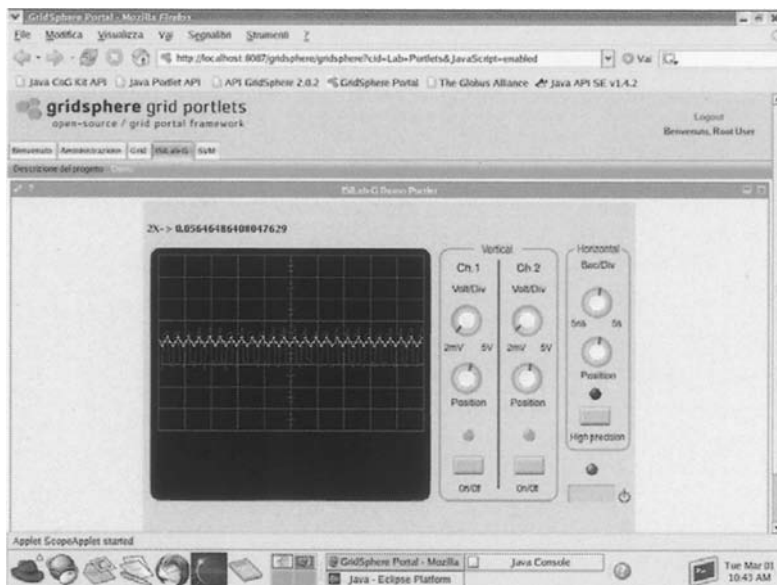 GridSphere Portal - Mozilla Firefox
File Modifica Visualizza Vai Segnalibri Strumenti ?
http://localhost:8087/gridsphere/gridsphere?cid=Lab+Portlets&JavaScript=enabled Vai
Java CoG Kit API Java Portlet API API GridSphere 2.0.2 GridSphere Portal The Globus Alliance Java API SE v1.4.2
gridsphere grid portlets
open-source / grid portal framework
Logout
Benvenuto, Root User
Benvenuto Amministrazione Grid ISILab-G SVM
Descrizione del progetto Demo
ISILab-G Demo Portlet
2X-> 0.05646486408047629
Vertical Horizontal
Ch.1 Ch.2 Sec/Div
Volt/Div Volt/Div
5ns 5s
2mV 5V 2mV 5V
Position
Position Position
High precision
On/Off On/Off
Applet ScopeApplet started
GridSphere Portal - Mozilla Java Console
Java - Eclipse Platform
Tue Mar 01
10:43 AM